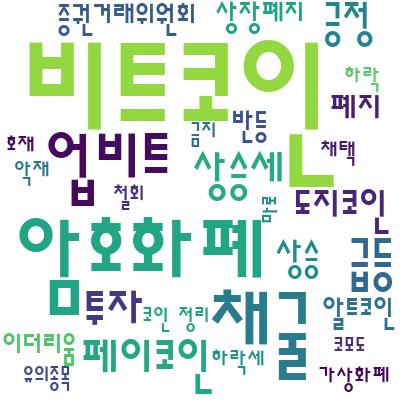 증권거래위원회 상장폐지 긍정
비트코인
하락
폐지
호재 업비트 금지 반등
악재 상승세 채택
철회
도지코인
암호화폐 상승 급등
투자 코인 정리 채굴 알트코인
이더리움 페이코인 하락세 코모도
유의종목 가상화폐